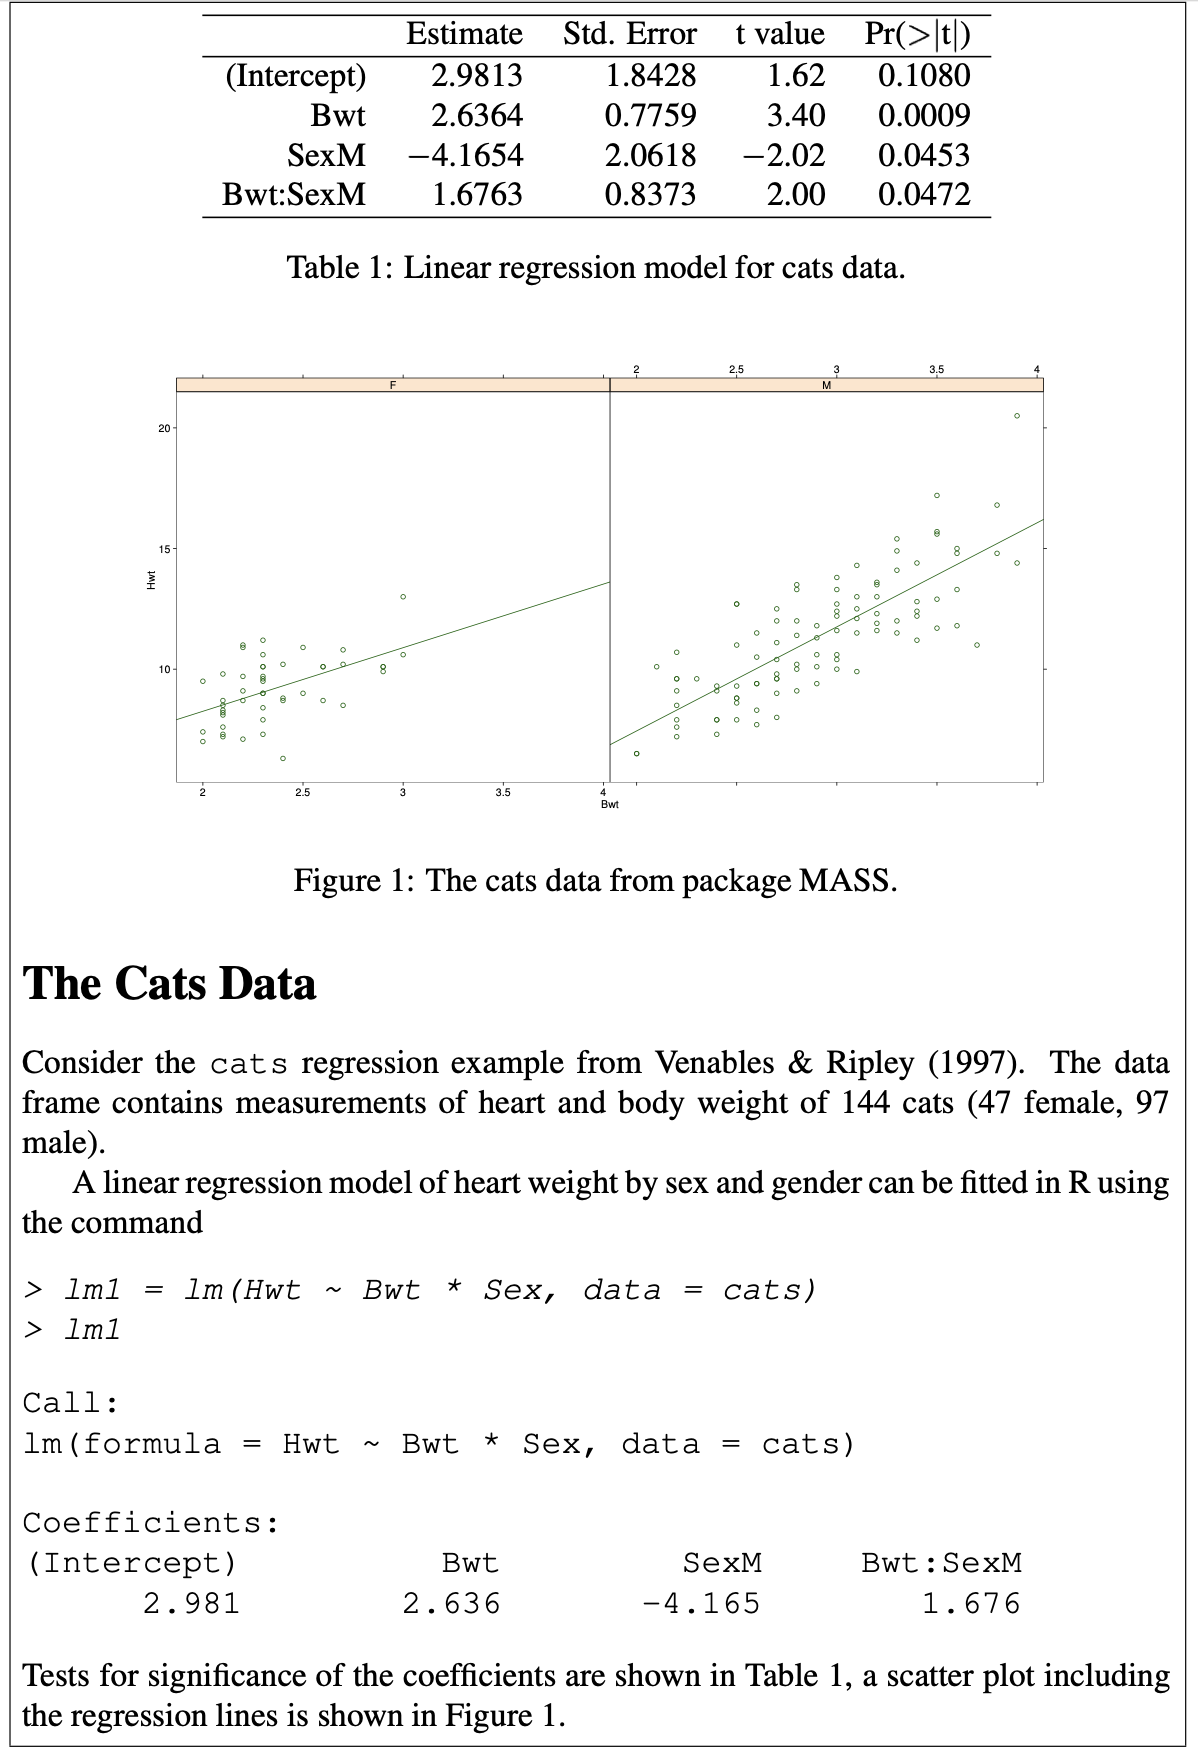 Estimate Std. Error t value Pr(>|t|)
(Intercept) 2.9813 1.8428 1.62 0.1080
Bwt 2.6364 0.7759 3.40 0.0009
SexM −4.1654 2.0618 −2.02 0.0453
Bwt:SexM 1.6763 0.8373 2.00 0.0472
Table 1: Linear regression model for cats data.
2 2.5 3 3.5 4
F M
20
15
10
Hwt
2 2.5 3 3.5 4
Bwt
Figure 1: The cats data from package MASS.
The Cats Data
Consider the cats regression example from Venables & Ripley (1997). The data
frame contains measurements of heart and body weight of 144 cats (47 female, 97
male).
A linear regression model of heart weight by sex and gender can be fitted in R using
the command
> lm1 = lm(Hwt ~ Bwt * Sex, data = cats)
> lm1
Call:
lm(formula = Hwt ~ Bwt * Sex, data = cats)
Coefficients:
(Intercept) Bwt SexM Bwt:SexM
2.981 2.636 -4.165 1.676
Tests for significance of the coefficients are shown in Table 1, a scatter plot including
the regression lines is shown in Figure 1.